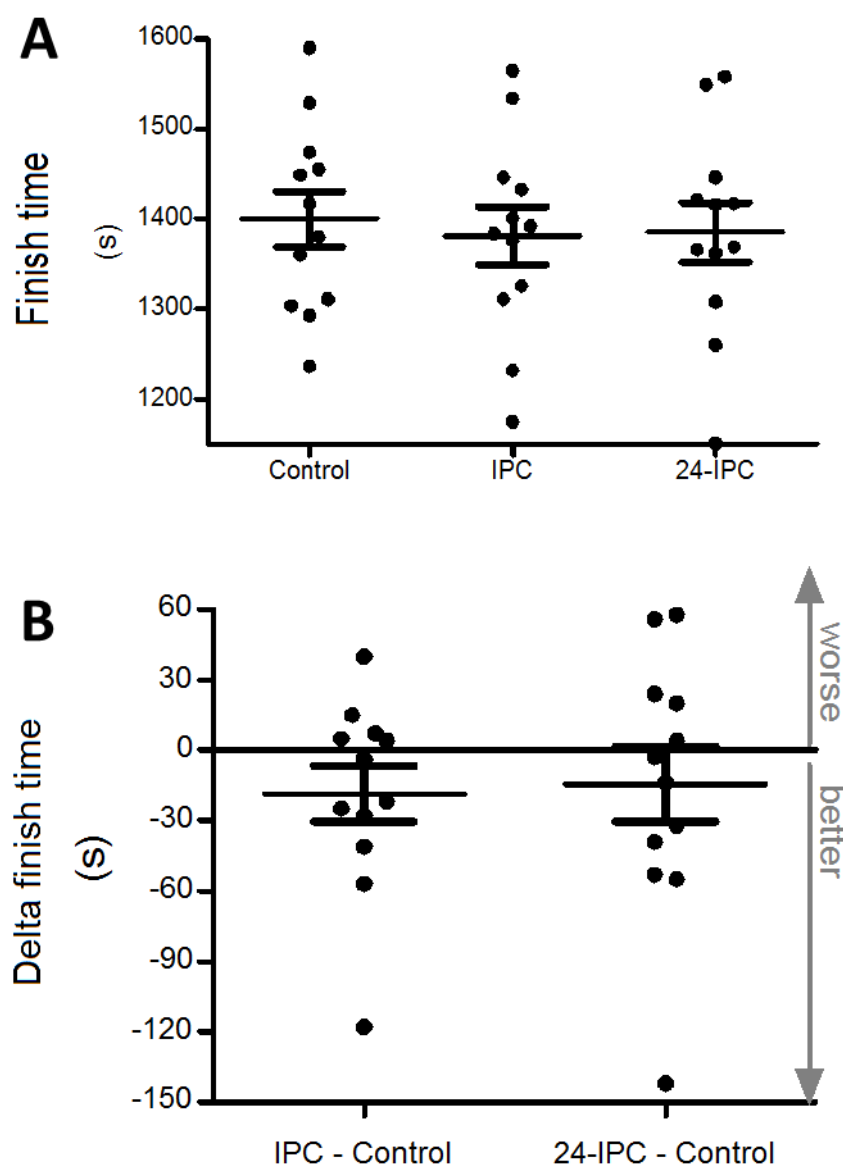 A
Finish time
(s)
1600
1500
1400
1300
1200
Control IPC 24-IPC
B
Delta finish time
(s)
60
30
0
-30
-60
-90
-120
-150
worse
better
IPC - Control 24-IPC - Control